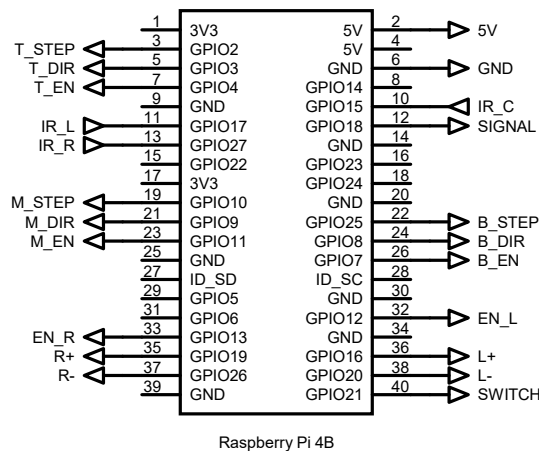 1 3V3 5V 2 5V
T_STEP 3 GPIO2 5V 4
T_DIR 5 GPIO3 GND 6 GND
T_EN 7 GPIO4 GPIO14 8
9 GND GPIO15 10 IR_C
IR_L 11 GPIO17 GPIO18 12 SIGNAL
IR_R 13 GPIO27 GND 14
15 GPIO22 GPIO23 16
17 3V3 GPIO24 18
M_STEP 19 GPIO10 GND 20
M_DIR 21 GPIO9 GPIO25 22 B_STEP
M_EN 23 GPIO11 GPIO8 24 B_DIR
25 GND GPIO7 26 B_EN
27 ID_SD ID_SC 28
29 GPIO5 GND 30
31 GPIO6 GPIO12 32 EN_L
EN_R 33 GPIO13 GND 34
R+ 35 GPIO19 GPIO16 36 L+
R- 37 GPIO26 GPIO20 38 L-
39 GND GPIO21 40 SWITCH
Raspberry Pi 4B